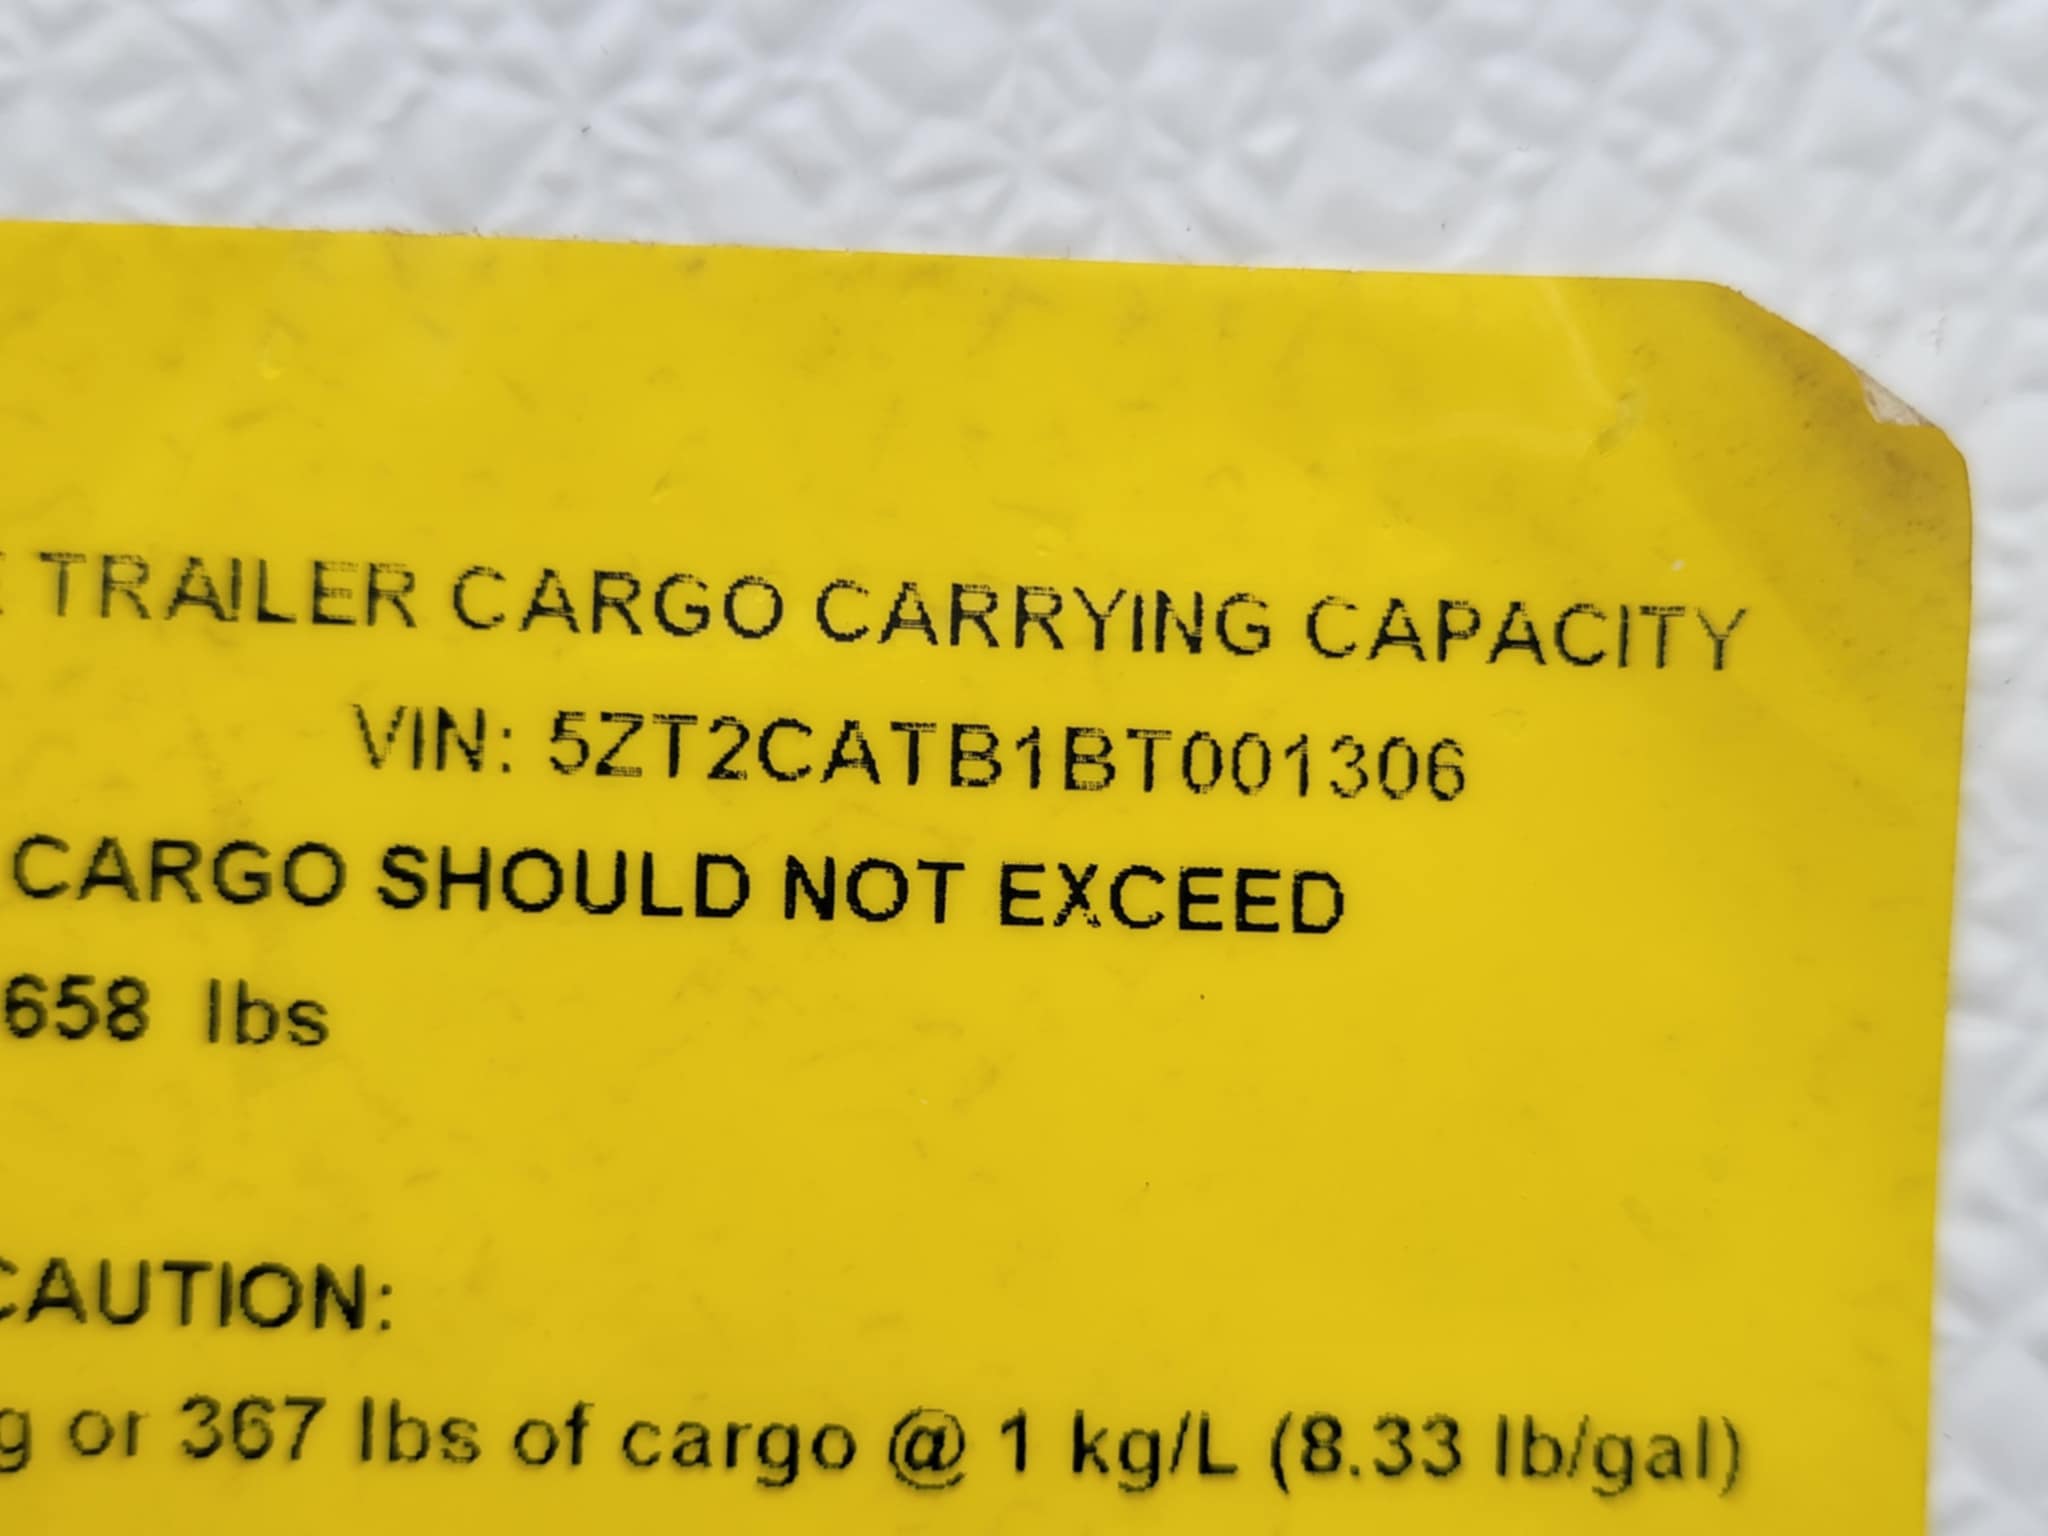 TRAILER CARGO CARRYING CAPACITY
VIN: 5ZT2CATB1BT001306
CARGO SHOULD NOT EXCEED
658 lbs
CAUTION:
g or 367 lbs of cargo @ 1 kg/L (8.33 lb/gal)